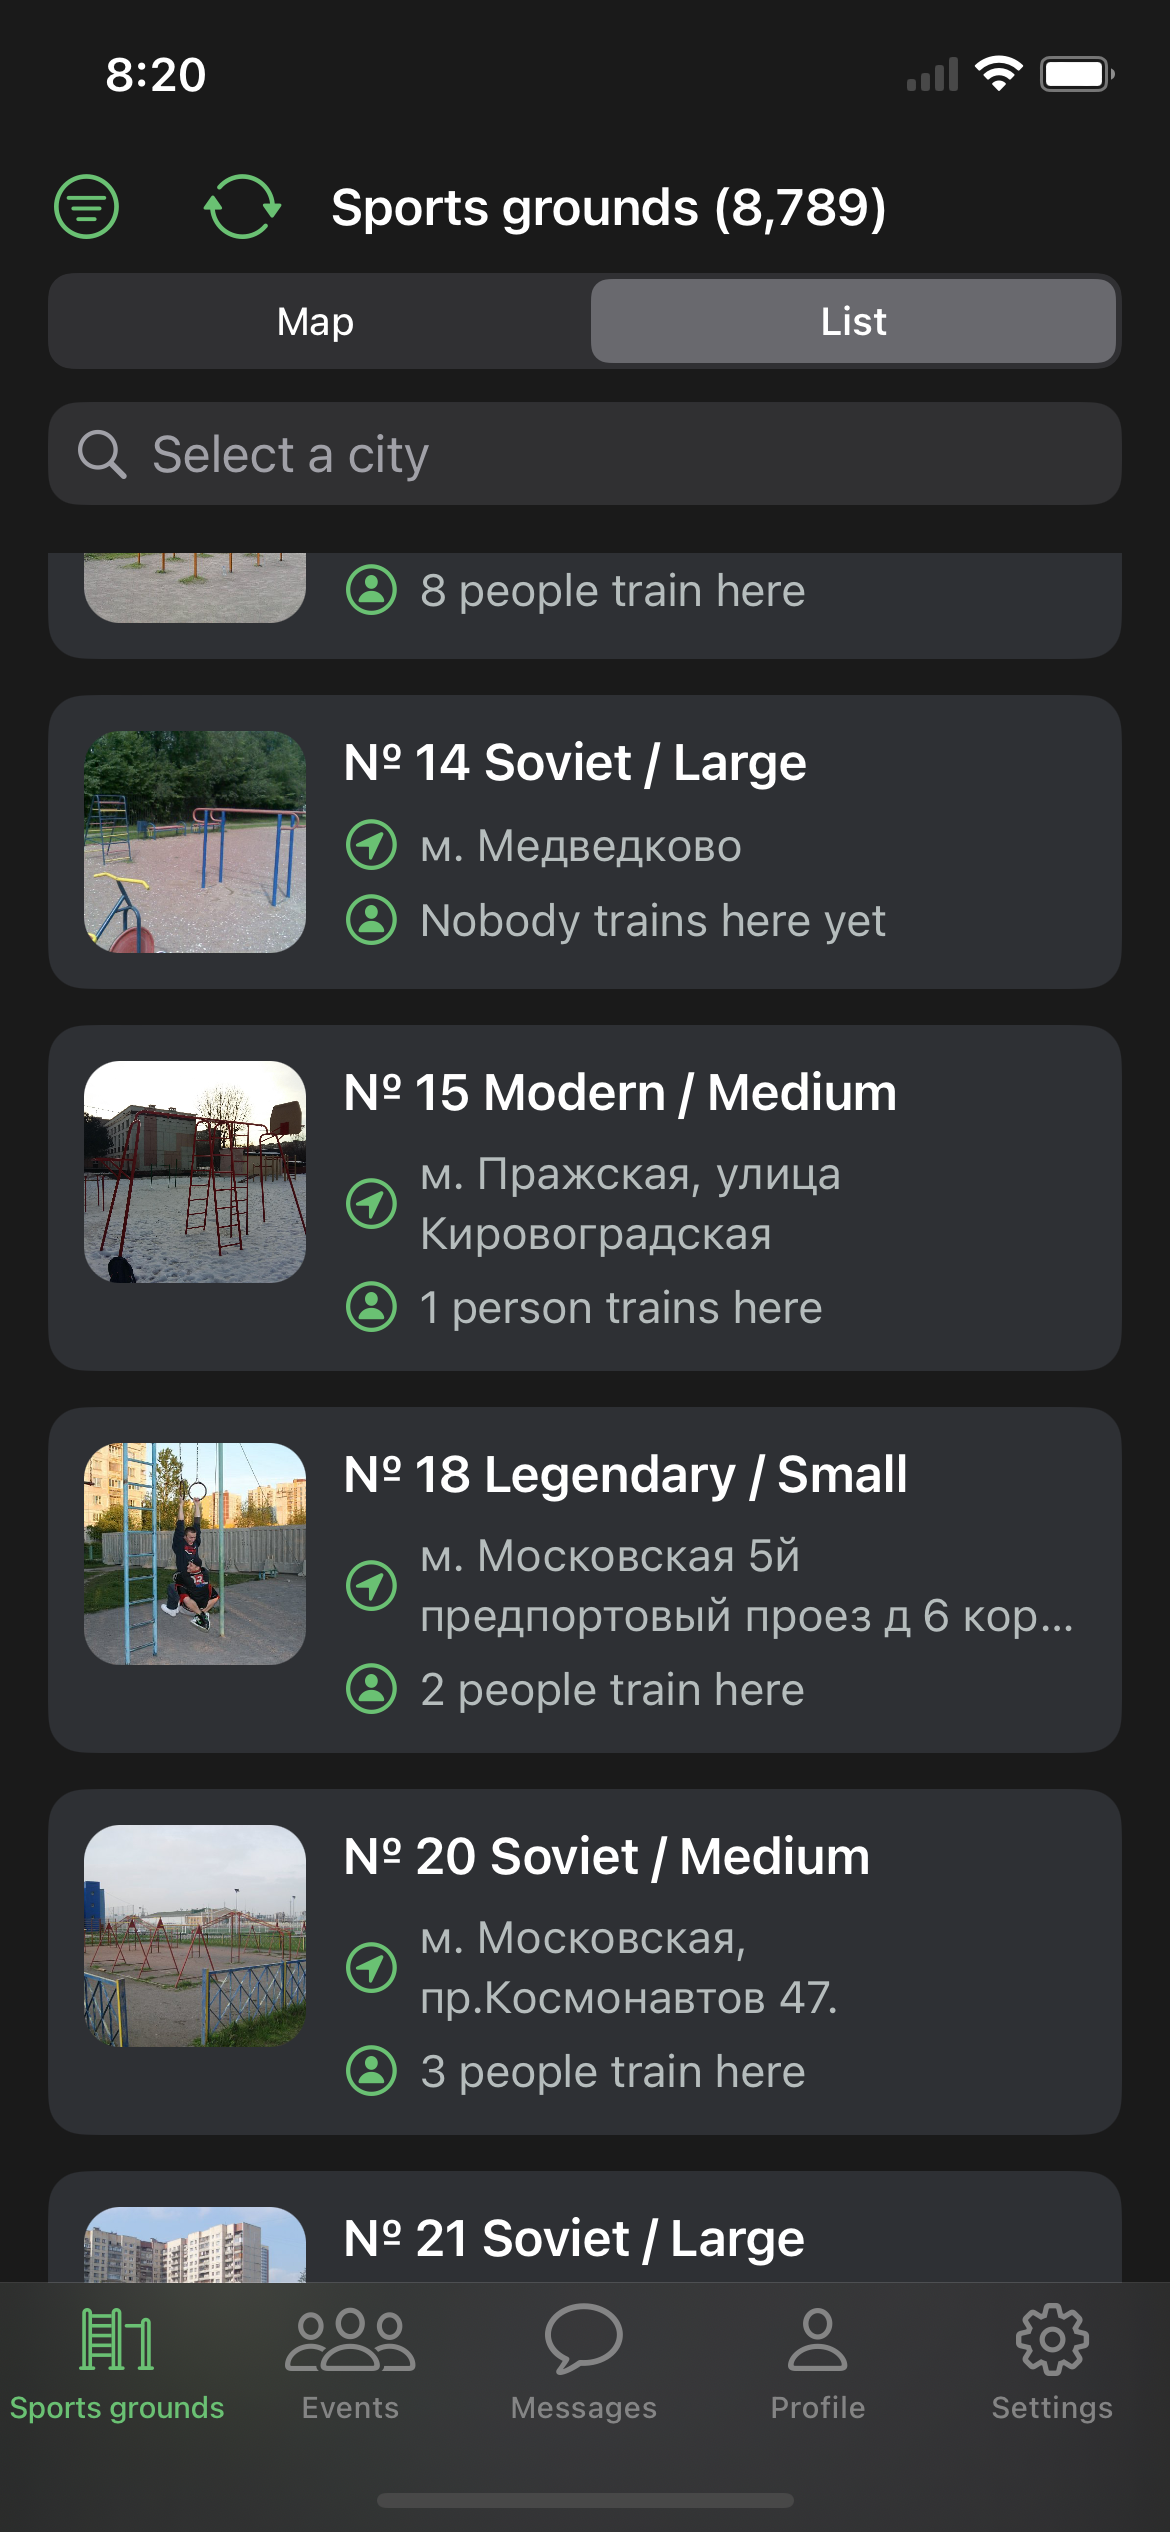 8:20
Sports grounds (8,789)
Map
List
Select a city
8 people train here
Nº 14 Soviet / Large
м. Медведково
Nobody trains here yet
Nº 15 Modern / Medium
м. Пражская, улица
Кировоградская
1 person trains here
Nº 18 Legendary / Small
м. Московская 5й
предпортовый проез д 6 кор...
2 people train here
Nº 20 Soviet / Medium
м. Московская,
пр.Космонавтов 47.
3 people train here
Nº 21 Soviet / Large
Sports grounds
Events
Messages
Profile
Settings